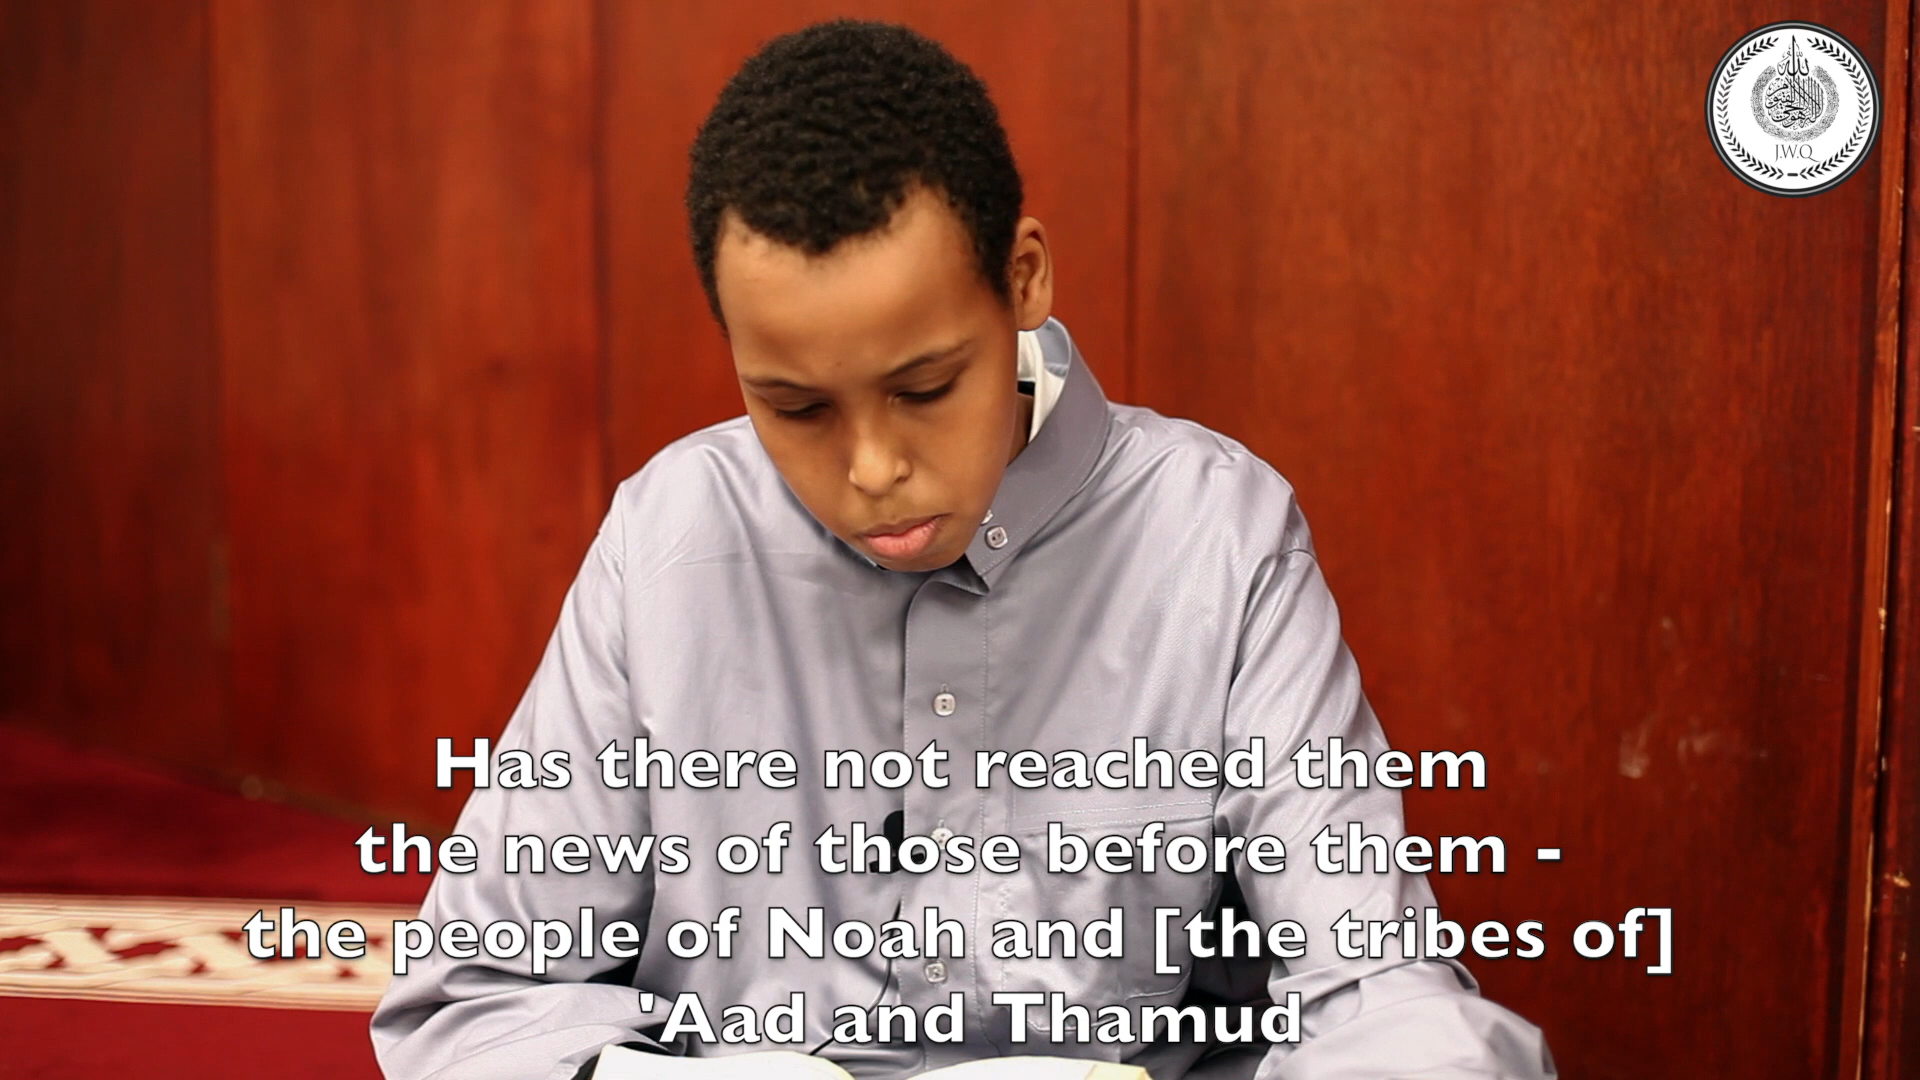 J.W.Q
Has there not reached them
the news of those before them -
the people of Noah and [the tribes of]
'Aad and Thamud